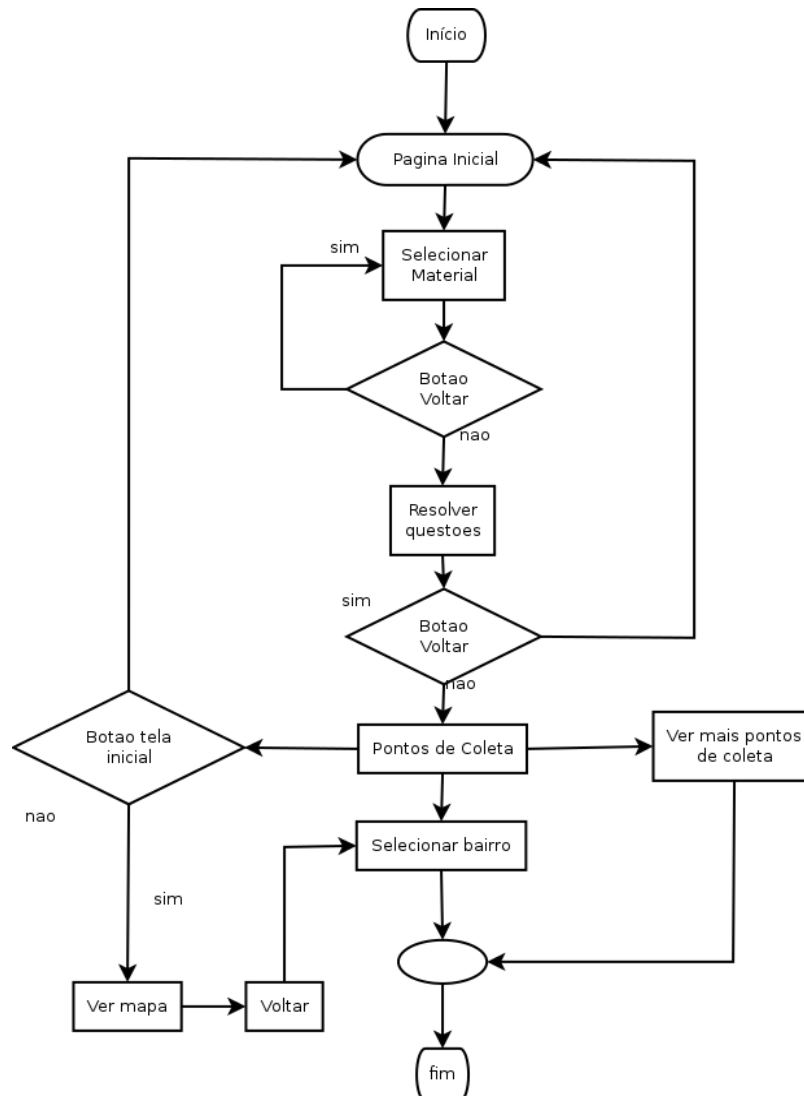 Início
Pagina Inicial
sim
Selecionar
Material
Botao
Voltar
nao
Resolver
questoes
sim
Botao
Voltar
nao
Botao tela
inicial
Pontos de Coleta
Ver mais pontos
de coleta
nao
Selecionar bairro
sim
Ver mapa
Voltar
fim